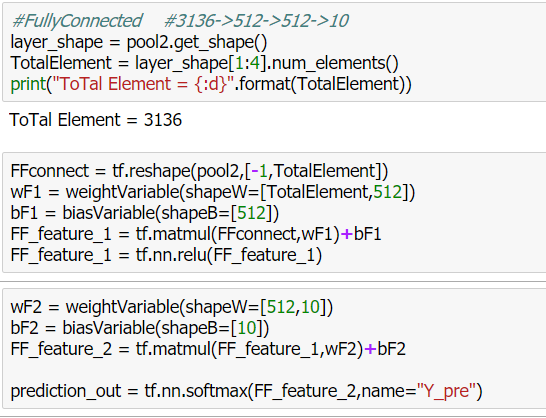 #FullyConnected #3136->512->512->10
layer_shape = pool2.get_shape()
TotalElement = layer_shape[1:4].num_elements()
print("ToTal Element = {:d}".format(TotalElement))
ToTal Element = 3136
FFconnect = tf.reshape(pool2,[-1,TotalElement])
wF1 = weightVariable(shapeW=[TotalElement,512])
bF1 = biasVariable(shapeB=[512])
FF_feature_1 = tf.matmul(FFconnect,wF1)+bF1
FF_feature_1 = tf.nn.relu(FF_feature_1)
wF2 = weightVariable(shapeW=[512,10])
bF2 = biasVariable(shapeB=[10])
FF_feature_2 = tf.matmul(FF_feature_1,wF2)+bF2
prediction_out = tf.nn.softmax(FF_feature_2,name="Y_pre")